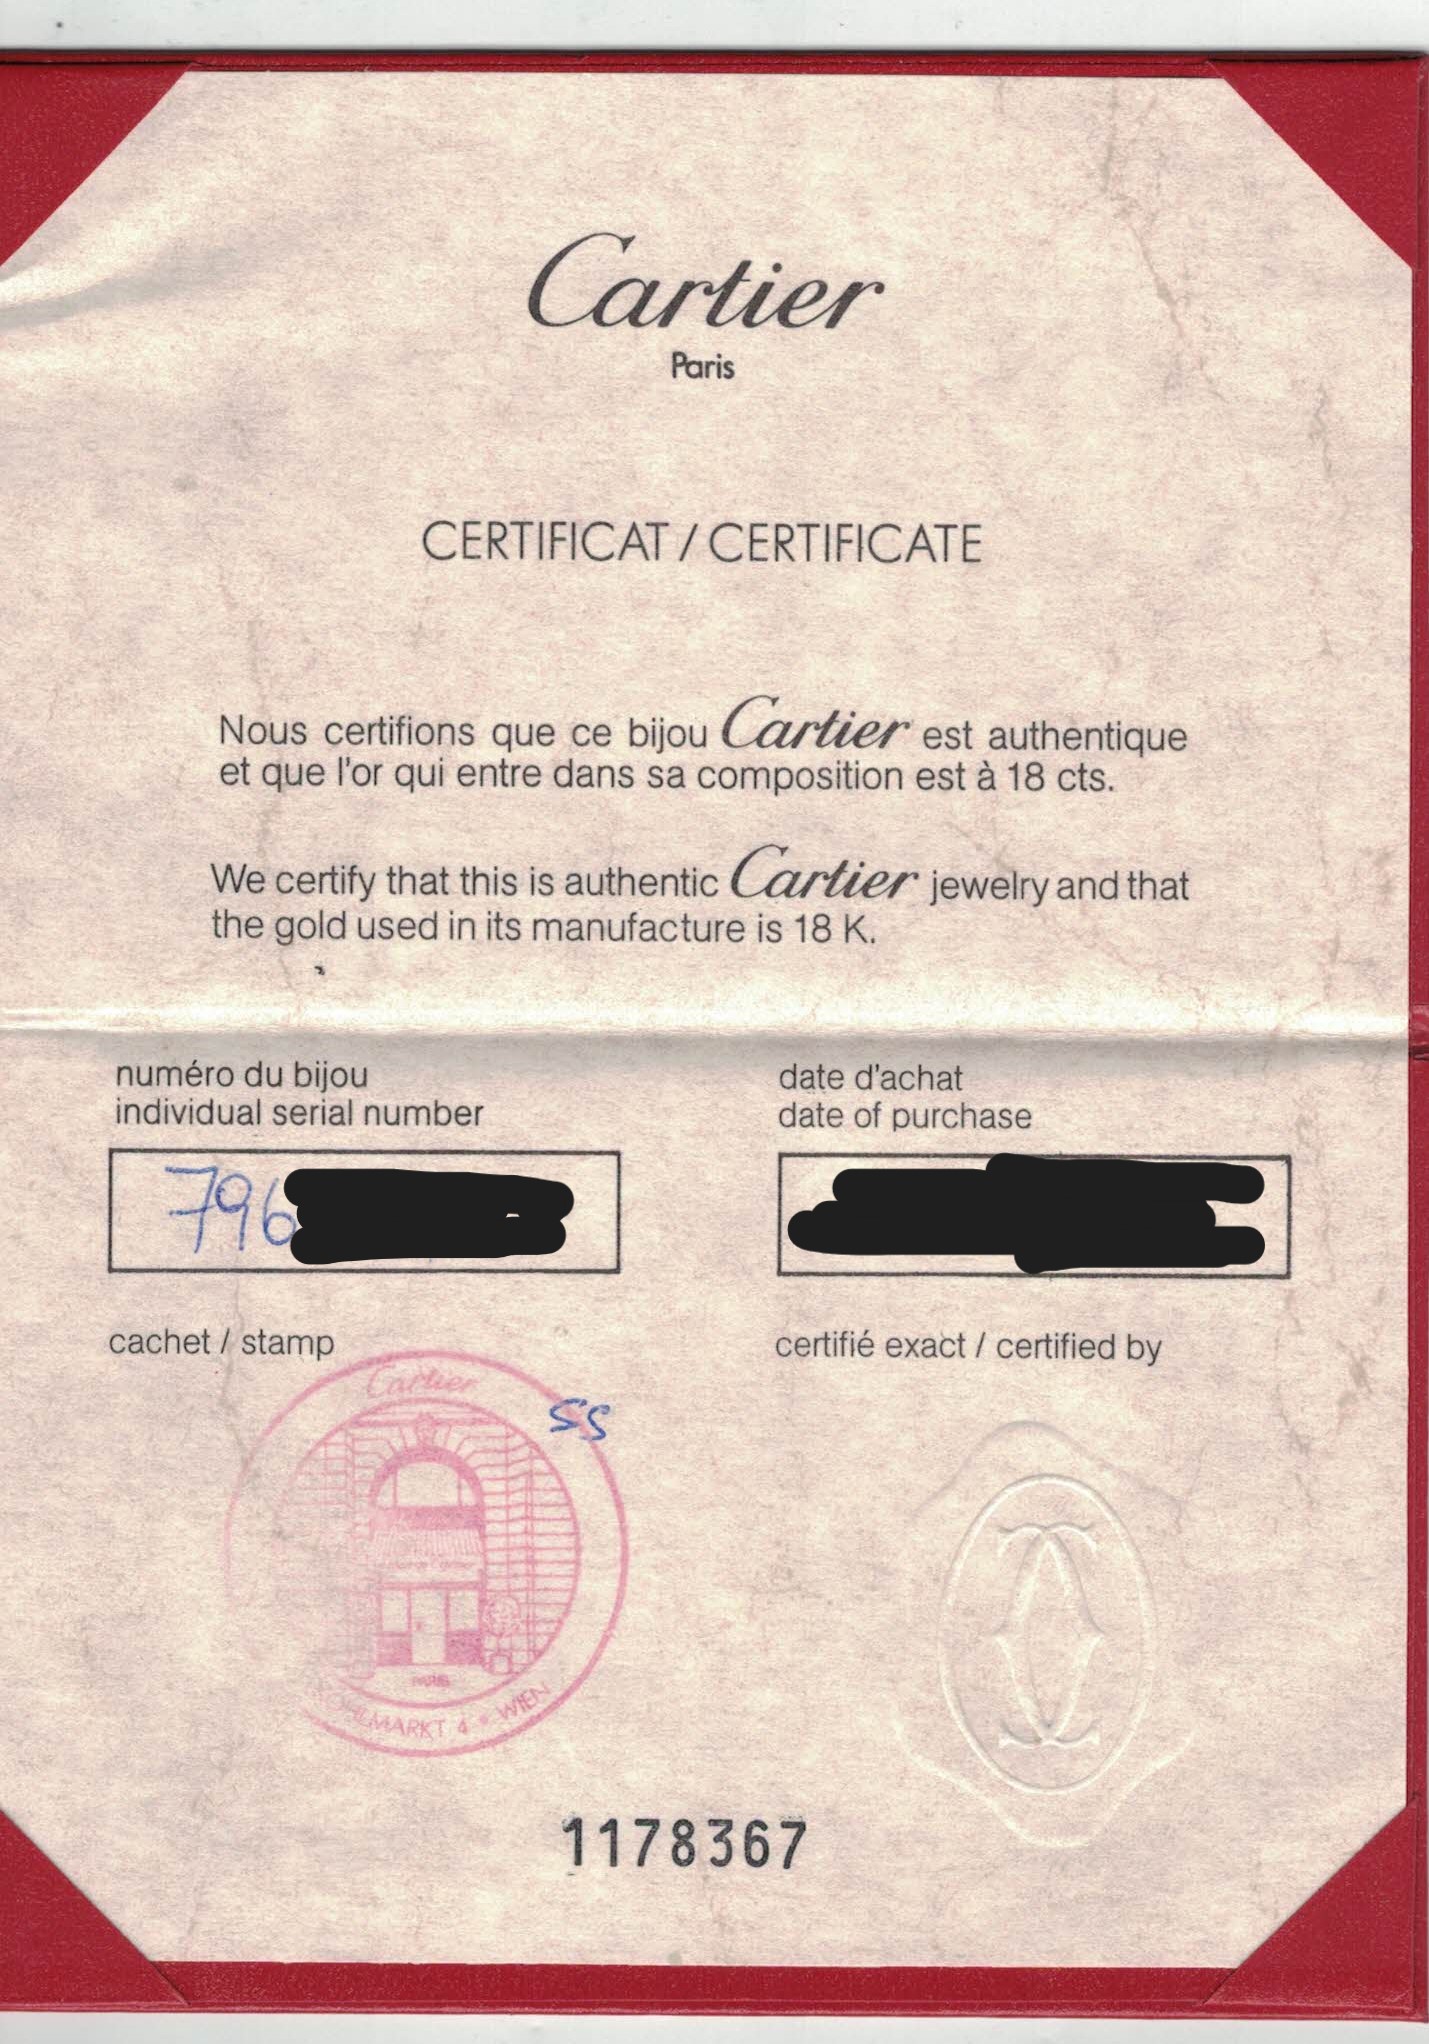 Cartier
Paris
CERTIFICAT / CERTIFICATE
Nous certifions que ce bijou Cartier est authentique
et que l'or qui entre dans sa composition est à 18 cts.
We certify that this is authentic Cartier jewelry and that
the gold used in its manufacture is 18 K.
numéro du bijou
individual serial number
date d'achat
date of purchase
796
cachet / stamp
certifié exact / certified by
Cartier
SS
PARIS
KOHLMARKT 4 • WIEN
1178367